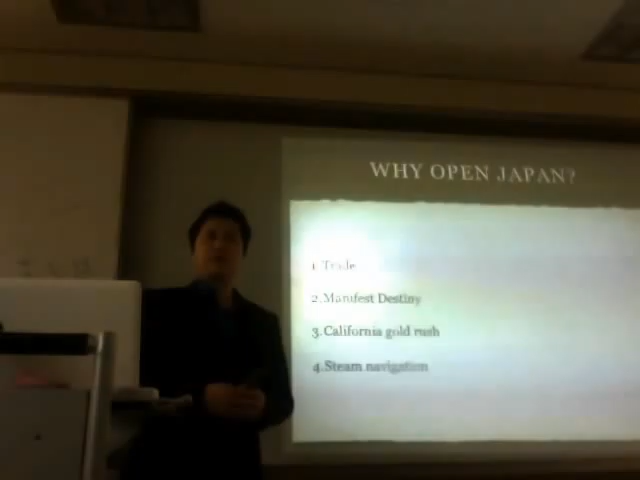 WHY OPEN JAPAN?
1. Trade
2. Manifest Destiny
3. California gold rush
4. Steam navigation